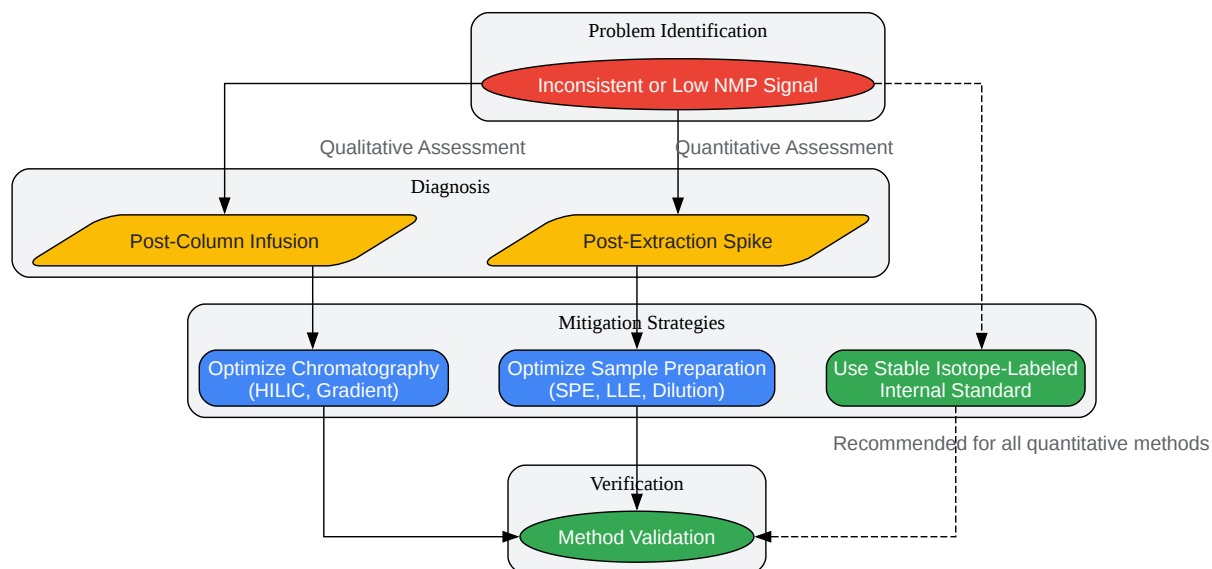 Problem Identification
Inconsistent or Low NMP Signal
Qualitative Assessment
Quantitative Assessment
Diagnosis
Post-Column Infusion
Post-Extraction Spike
Mitigation Strategies
Optimize Chromatography
(HILIC, Gradient)
Optimize Sample Preparation
(SPE, LLE, Dilution)
Use Stable Isotope-Labeled
Internal Standard
Recommended for all quantitative methods
Verification
Method Validation